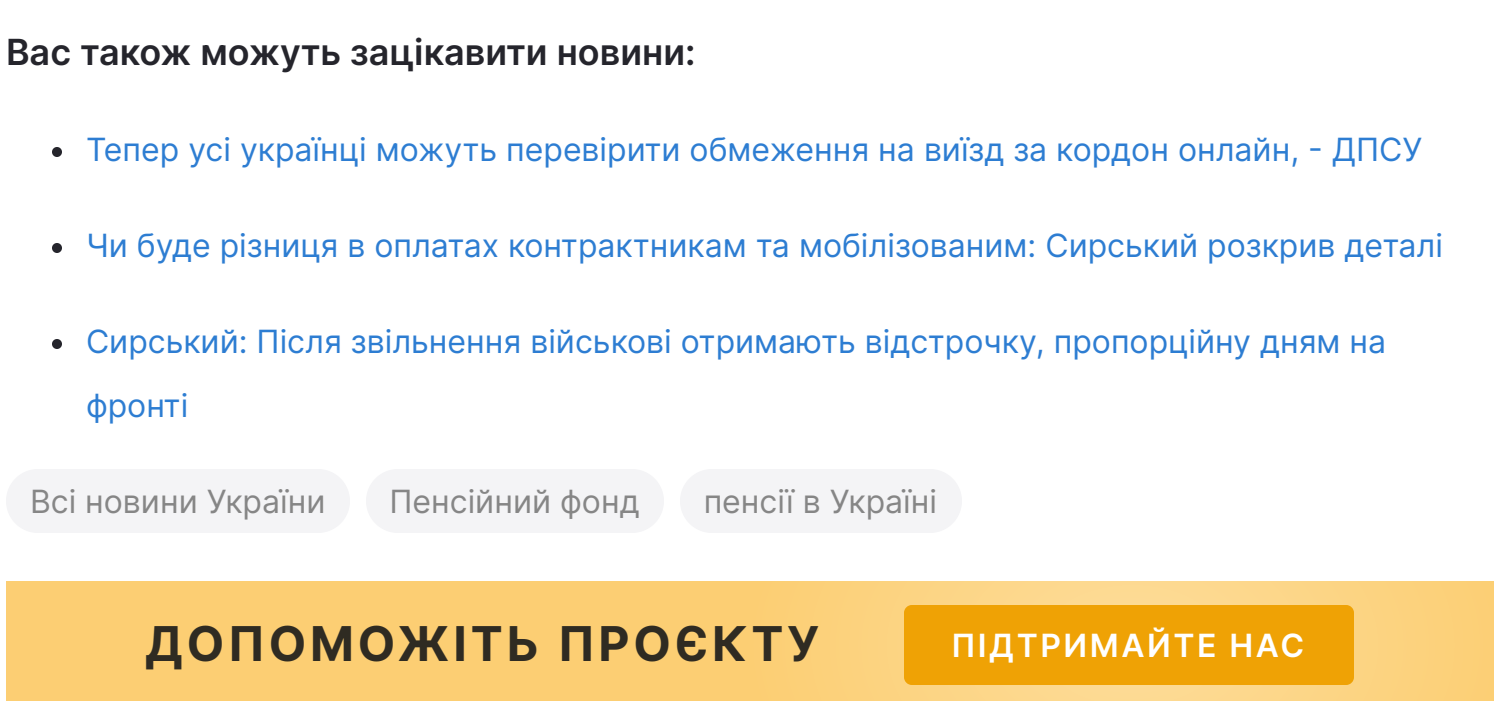 Вас також можуть зацікавити новини:
Тепер усі українці можуть перевірити обмеження на виїзд за кордон онлайн, - ДПСУ
Чи буде різниця в оплатах контрактникам та мобілізованим: Сирський розкрив деталі
Сирський: Після звільнення військові отримають відстрочку, пропорційну дням на
фронті
Всі новини України Пенсійний фонд пенсії в Україні
ДОПОМОЖІТЬ ПРОЄКТУ ПІДТРИМАЙТЕ НАС